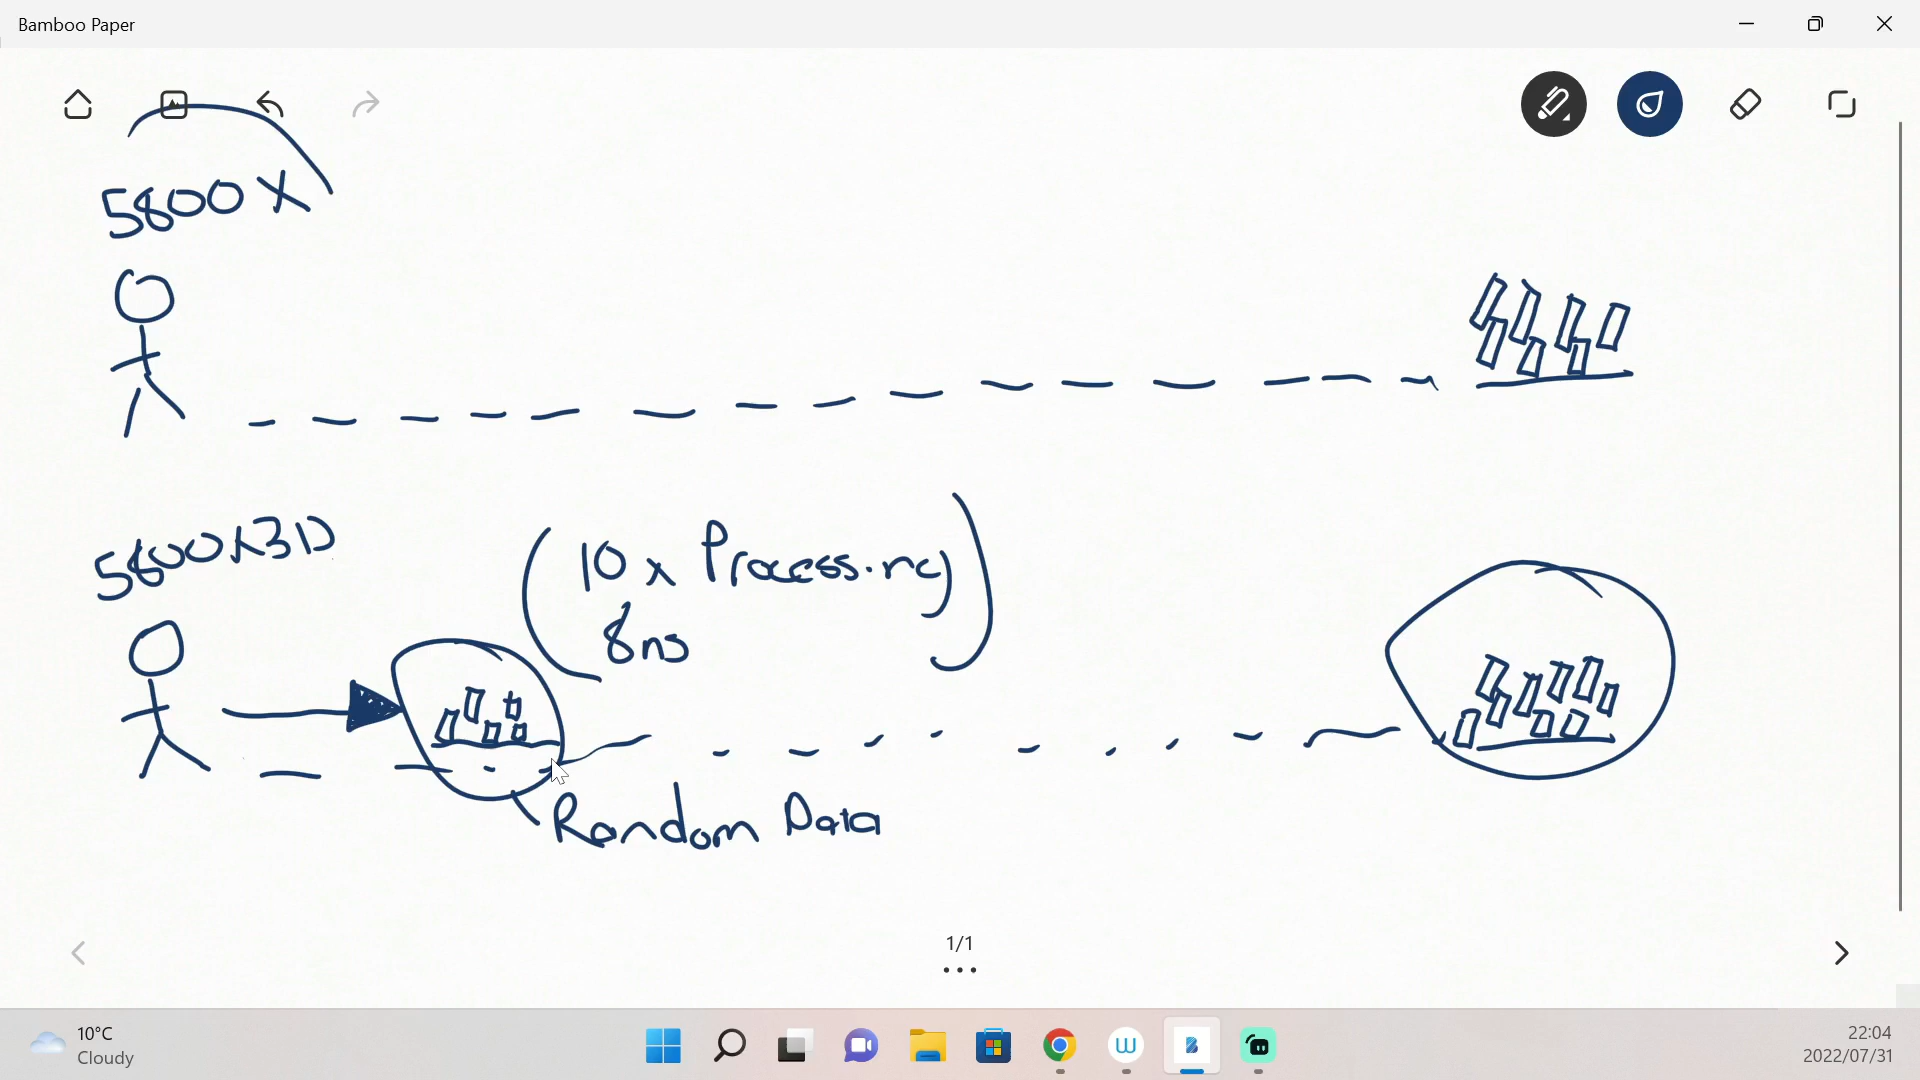 Bamboo Paper
5800X
5800X3D
10x Processing
8ns
Random Data
1/1
10°C
Cloudy
22:04
2022/07/31